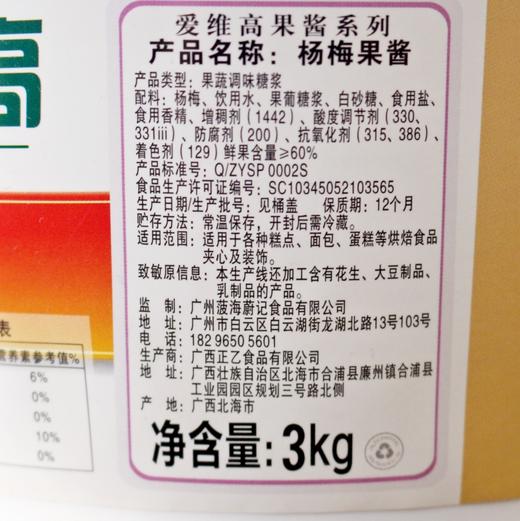 高
爱维高果酱系列
产品名称：杨梅果酱
产品类型：果蔬调味糖浆
配料：杨梅、饮用水、果葡糖浆、白砂糖、食用盐、
食用香精，增稠剂（1442）、酸度调节剂（330、
331iii）、防腐剂（200）、抗氧化剂（315、386）、
着色剂（129）鲜果含量≥60%
产品标准号：Q/ZYSP 0002S
食品生产许可证编号：SC10345052103565
生产日期/生产批号：见桶盖 保质期：12个月
贮存方法：常温保存，开封后需冷藏。
适用范围：适用于各种糕点、面包、蛋糕等烘焙食品
夹心及装饰。
致敏原信息：本生产线还加工含有花生、大豆制品、
乳制品的产品。
监 制：广州菠海蔚记食品有限公司
地 址：广州市白云区白云湖街龙湖北路13号103号
电 话：182 9650 5601
生产商：广西正乙食品有限公司
地 址：广西壮族自治区北海市合浦县廉州镇合浦县
工业园园区规划三号路北侧
产 地：广西北海市
净含量：3kg
表
营养素参考值%
6%
0%
0%
10%
0%